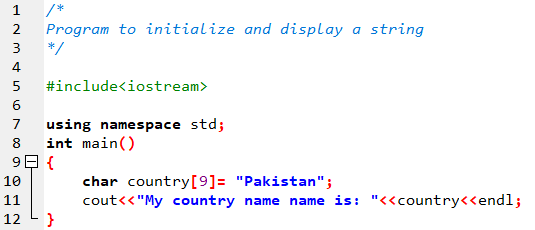 1 /*
2 Program to initialize and display a string
3 */
4
5 #include<iostream>
6
7 using namespace std;
8 int main()
9 {
10 char country[9]= "Pakistan";
11 cout<<"My country name name is: "<<country<<endl;
12 }